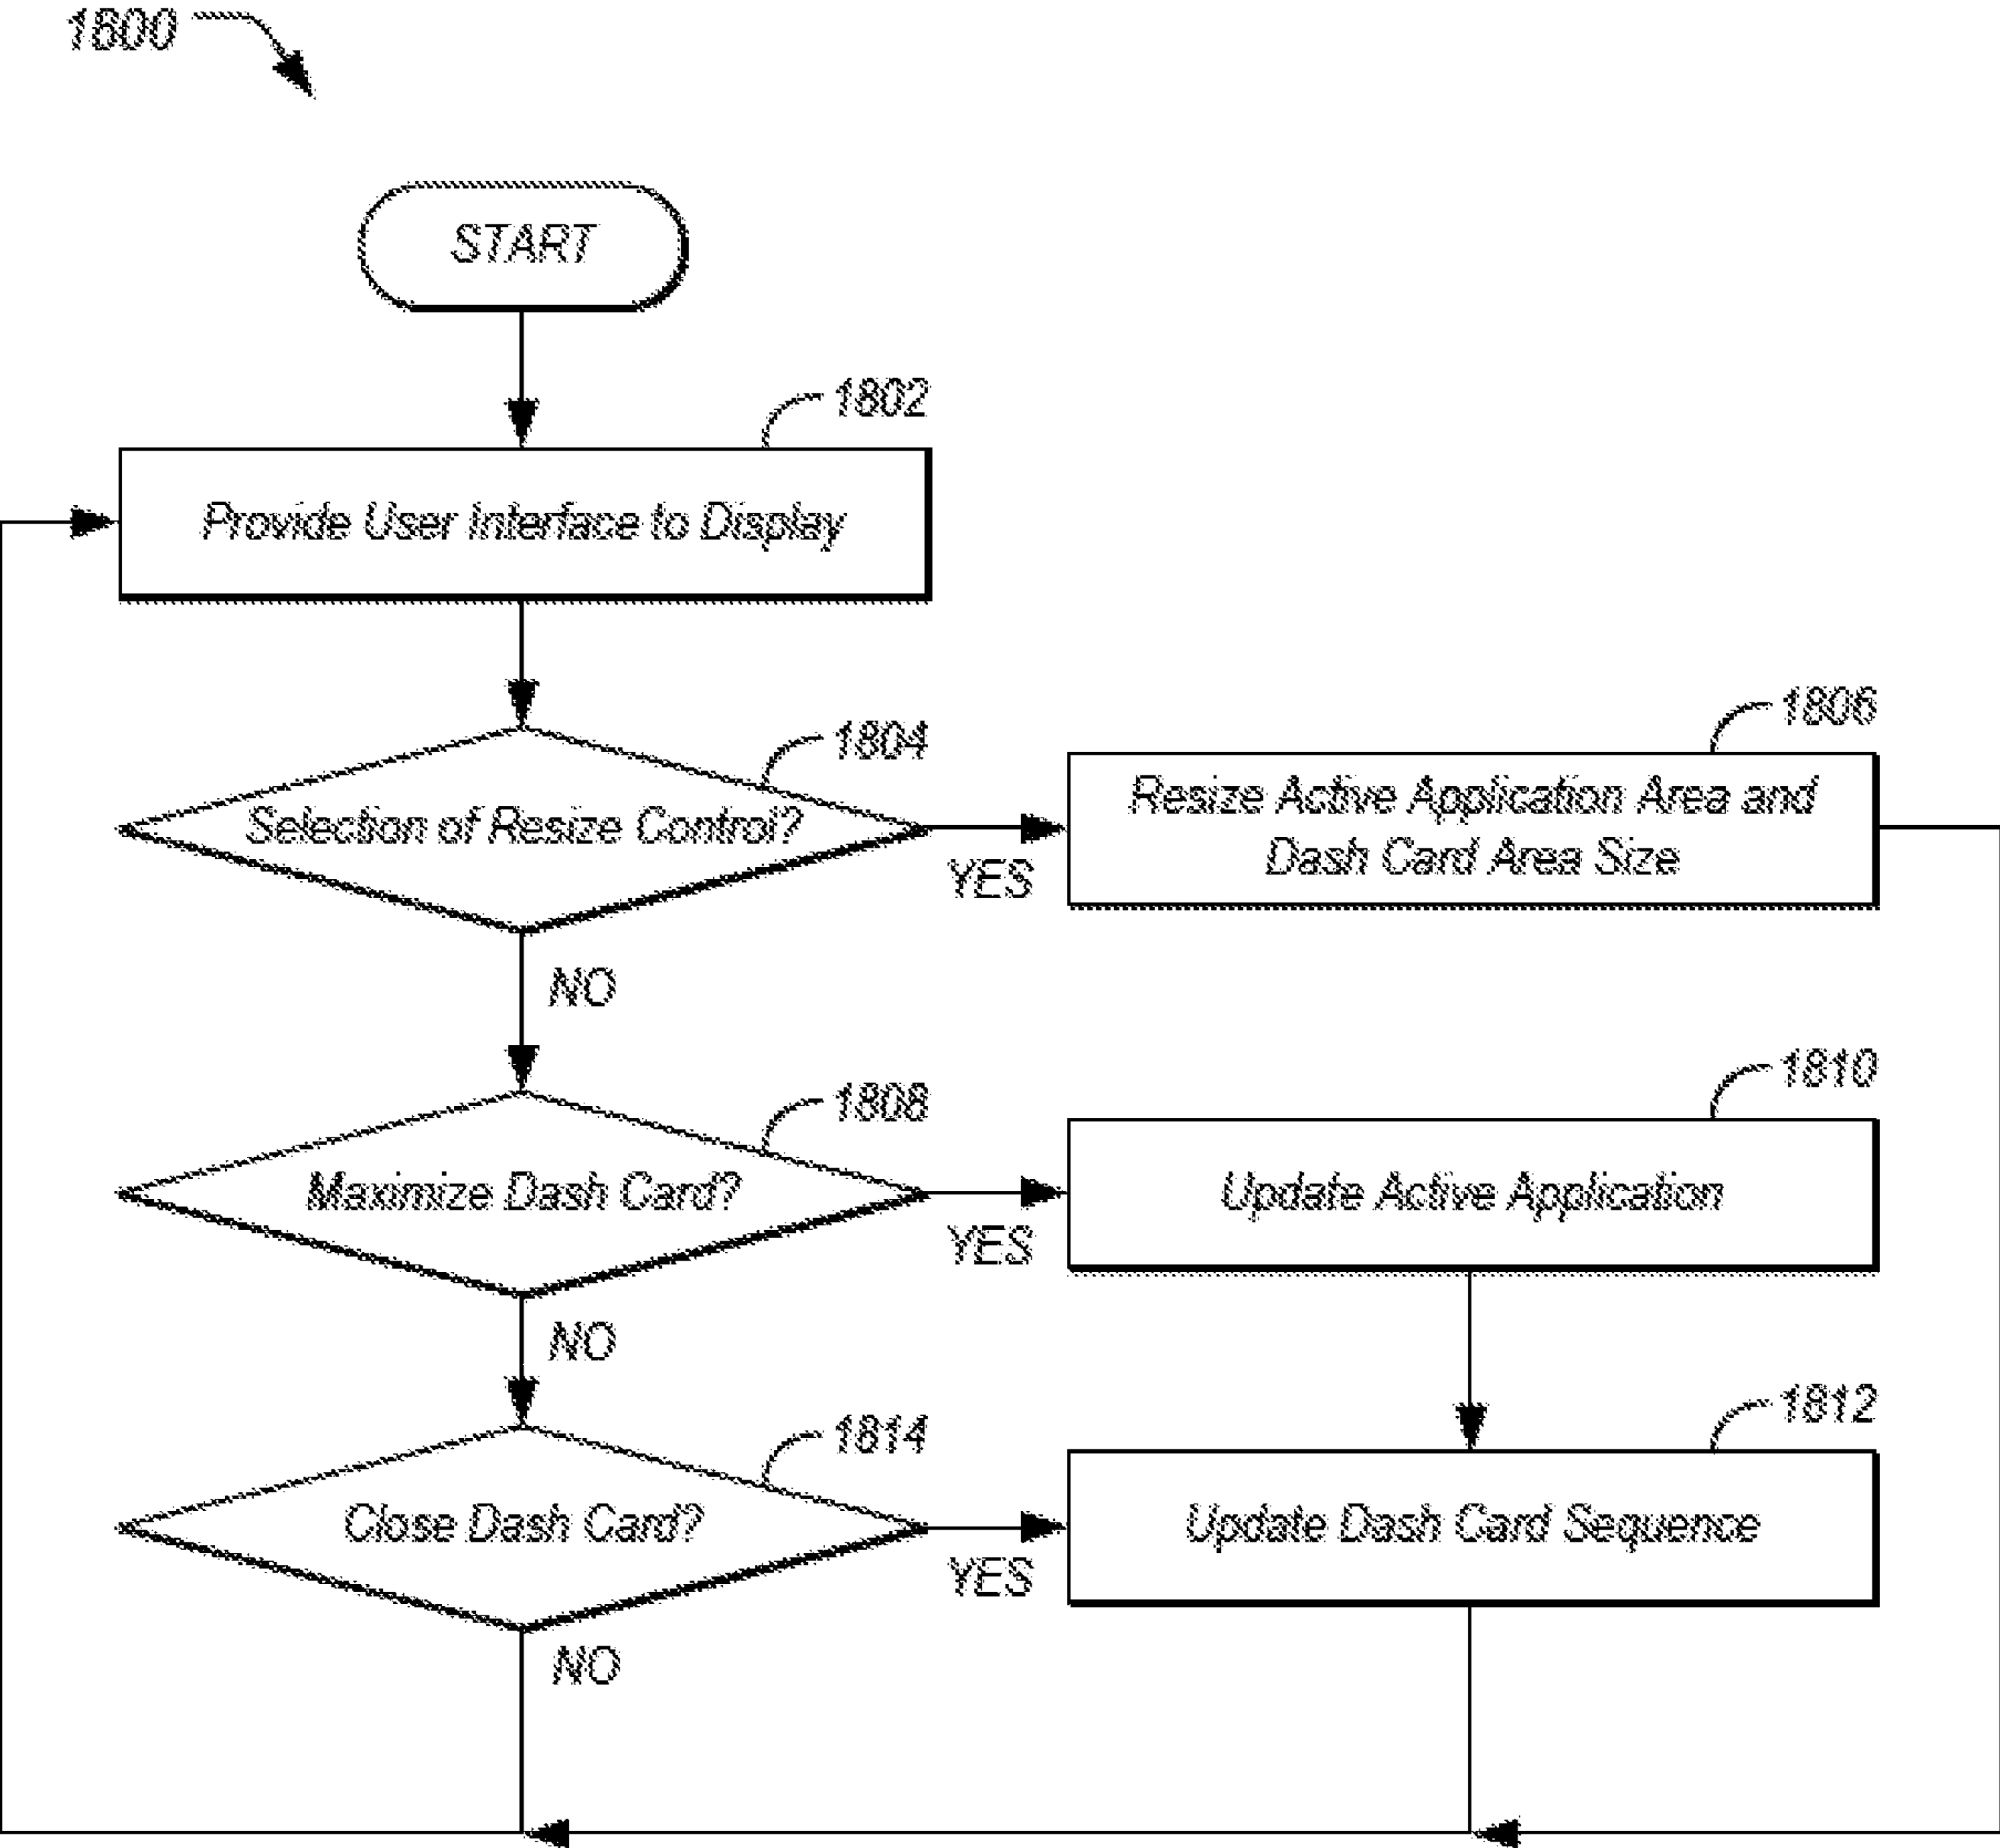 1800
START
1802
Provide User Interface to Display
1804
Selection of Resize Control?
YES
1806
Resize Active Application Area and
Dash Card Area Size
NO
1808
Maximize Dash Card?
YES
1810
Update Active Application
NO
1814
Close Dash Card?
YES
1812
Update Dash Card Sequence
NO